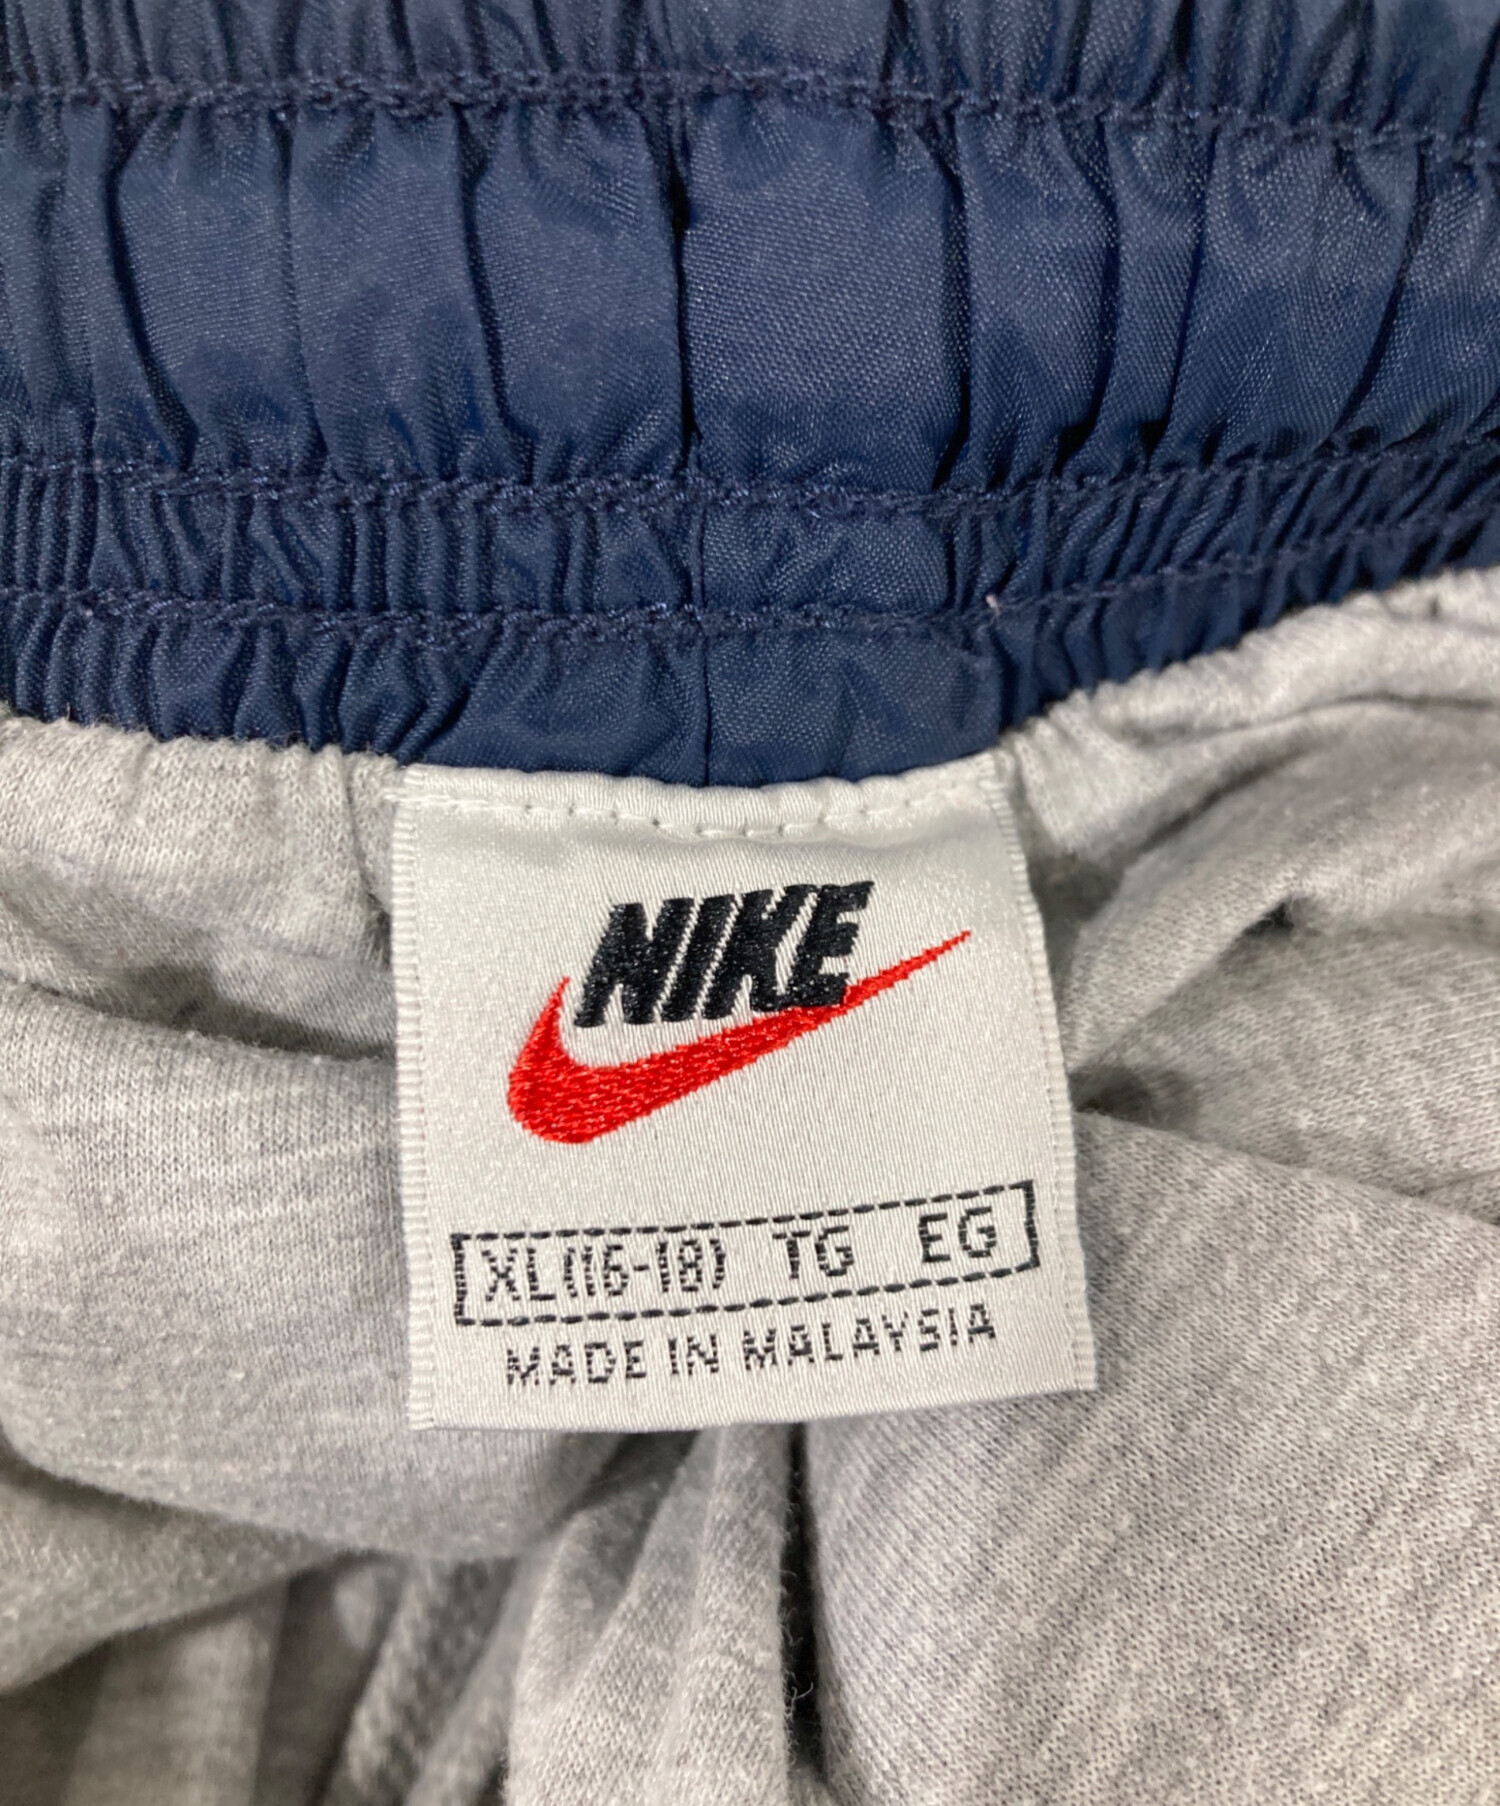 NIKE
XL(16-18) TG EG
MADE IN MALAYSIA